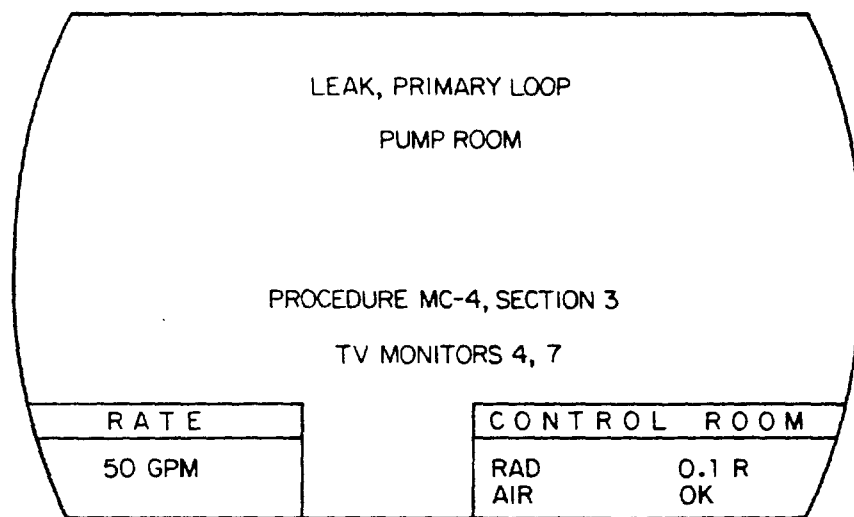 LEAK, PRIMARY LOOP
PUMP ROOM
PROCEDURE MC-4, SECTION 3
TV MONITORS 4, 7
RATE
50 GPM
CONTROL ROOM
RAD 0.1 R
AIR OK